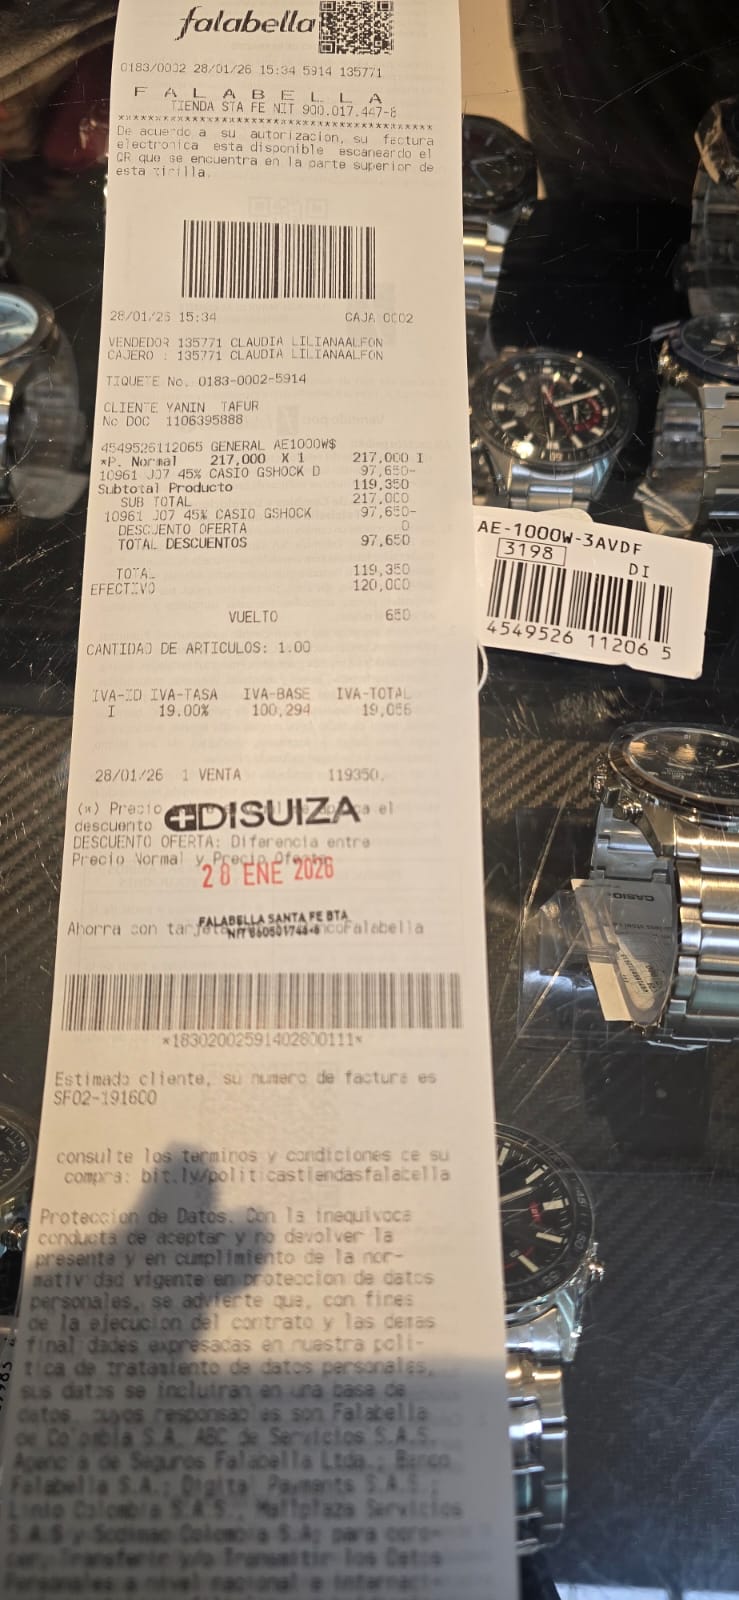 falabella
0183/0002 28/01/26 15:34 5914 135771
F A L A B E L L A
TIENDA STA FE NIT 900.017.447-8
****************************************
De acuerdo a su autorizacion, su factura
electronica esta disponible escaneardo el
QR que se encuentra en la parte superior de
esta tirilla.
28/01/26 15:34 CAJA 0002
VENDEDOR 135771 CLAUDIA LILIANAALFON
CAJERO : 135771 CLAUDIA LILIANAALFON
TIQUETE No. 0183-0002-5914
CLIENTE YANIN TAFUR
No DOC 1106395888
4549526112065 GENERAL AE1000W$
*P. Normal 217,000 X 1 217,000 I
10961 J07 45% CASIO GSHOCK D 97,650-
Subtotal Producto 119,350
SUB TOTAL 217,000
10961 J07 45% CASIO GSHOCK 97,650-
DESCUENTO OFERTA 0
TOTAL DESCUENTOS 97,650
TOTAL 119,350
EFECTIVO 120,000
VUELTO 650
CANTIDAD DE ARTICULOS: 1.00
IVA-ID IVA-TASA IVA-BASE IVA-TOTAL
I 19.00% 100,294 19,056
28/01/26 1 VENTA 119350.
(*) Precio el
descuento
DISUIZA
DESCUENTO OFERTA: Diferencia entre
Precio Normal y Precio Oferta
28 ENE 2026
FALABELLA SANTA FE BTA
NIT 860501748-8
Ahorra con tarjeta BancoFalabella
*18302002591402800111*
Estimado cliente, su numero de factura es
SF02-191600
consulte los terminos y condiciones de su
compra: bit.ly/politicastiendasfalabella
Proteccion de Datos. Con la inequivoca
conducta de aceptar y no devolver la
presente y en cumplimiento de la nor-
matividad vigente en proteccion de datos
personales, se advierte que, con fines
de la ejecucion del contrato y las demas
finalidades expresadas en nuestra poli-
tica de tratamiento de datos personales,
sus datos se incluiran en una base de
datos, cuyos responsables son Falabella
de Colombia S.A. ABC de Servicios S.A.S.
Agencia de Seguros Falabella Ltda.; Banco
Falabella S.A.; Digital Payments S.A.S.;
Linio Colombia S.A.S., Mallplaza Servicios
S.A.S y Sodimac Colombia S.A; para
Transferir y/o Transmitir los Datos
Personales a nivel nacional e
AE-1000W-3AVDF
3198
DI
4549526 11206 5
CASIO